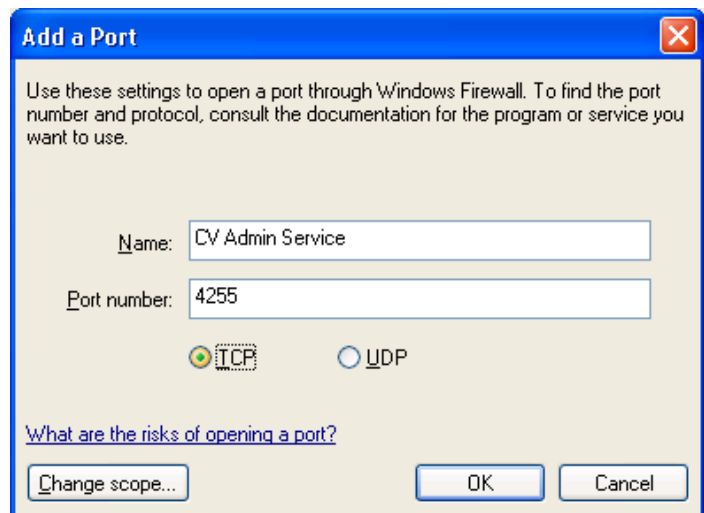 Add a Port
Use these settings to open a port through Windows Firewall. To find the port
number and protocol, consult the documentation for the program or service you
want to use.
Name: CV Admin Service
Port number: 4255
TCP UDP
What are the risks of opening a port?
Change scope... OK Cancel